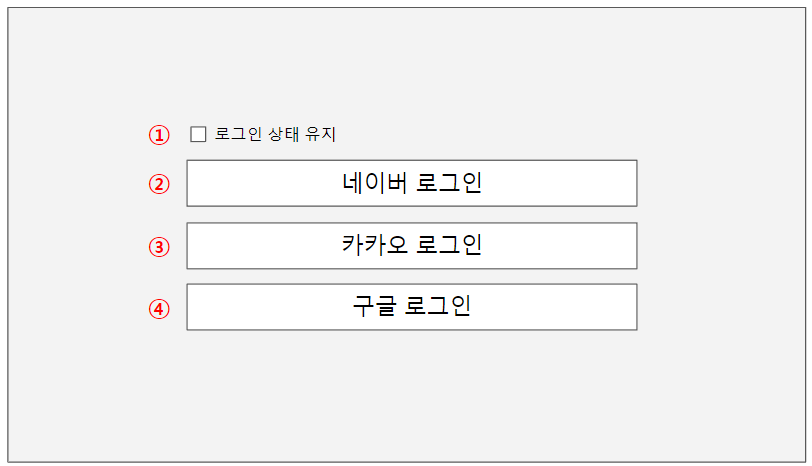 ① 로그인 상태 유지
② 네이버 로그인
③ 카카오 로그인
④ 구글 로그인